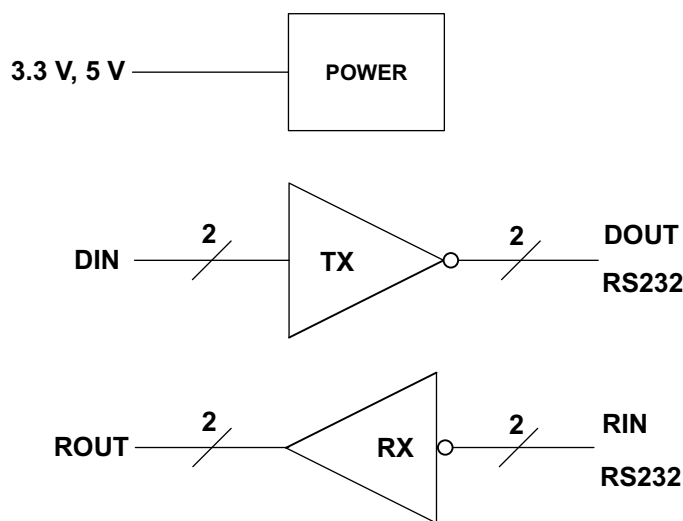 3.3 V, 5 V
POWER
2
2
DOUT
DIN
TX
RS232
2
2
RIN
ROUT
RX
RS232